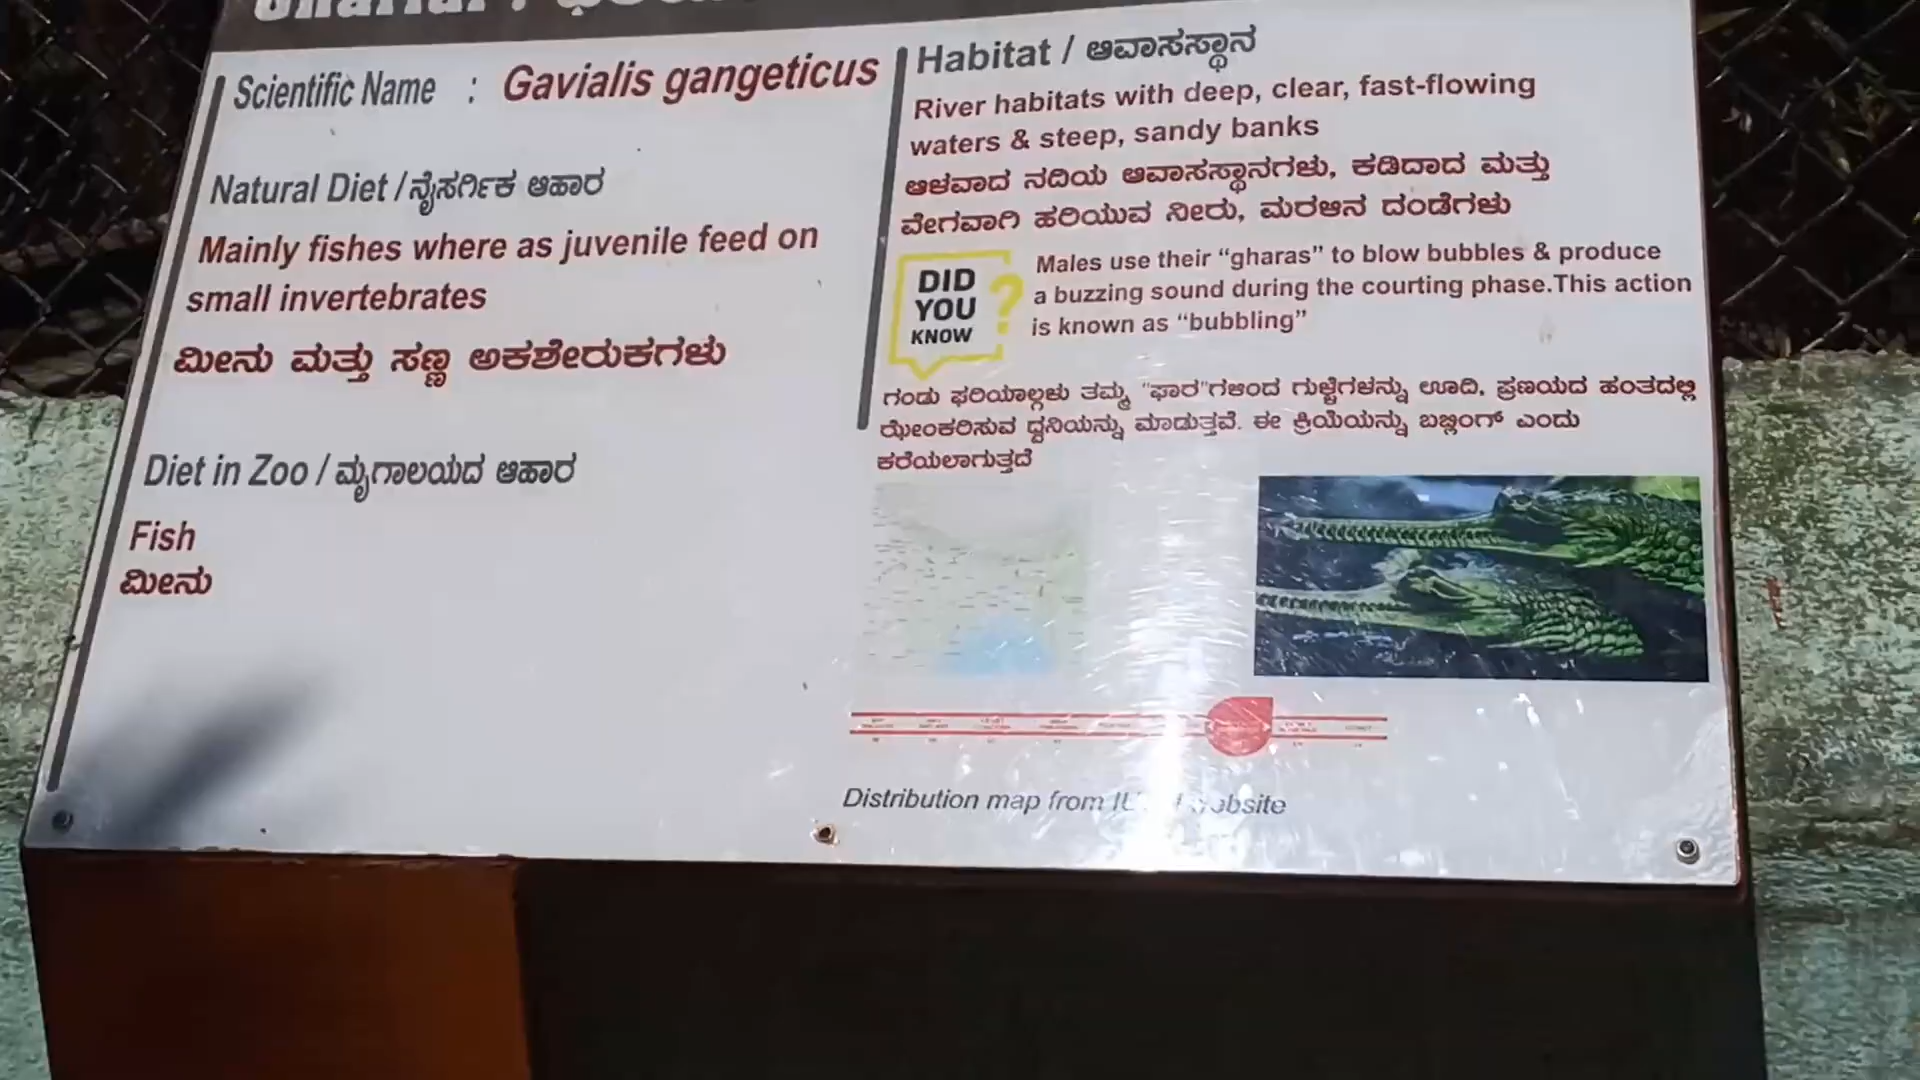 Scientific Name : Gavialis gangeticus
Natural Diet / ನೈಸರ್ಗಿಕ ಆಹಾರ
Mainly fishes where as juvenile feed on
small invertebrates
ಮೀನು ಮತ್ತು ಸಣ್ಣ ಅಕಶೇರುಕಗಳು
Diet in Zoo / ಮೃಗಾಲಯದ ಆಹಾರ
Fish
ಮೀನು
Habitat / ಆವಾಸಸ್ಥಾನ
River habitats with deep, clear, fast-flowing
waters & steep, sandy banks
ಆಳವಾದ ನದಿಯ ಆವಾಸಸ್ಥಾನಗಳು, ಕಡಿದಾದ ಮತ್ತು
ವೇಗವಾಗಿ ಹರಿಯುವ ನೀರು, ಮರಳಿನ ದಂಡೆಗಳು
DID
YOU
KNOW
?
Males use their “gharas” to blow bubbles & produce
a buzzing sound during the courting phase.This action
is known as “bubbling”
ಗಂಡು ಘರಿಯಾಲ್ಗಳು ತಮ್ಮ "ಘಾರ"ಗಳಿಂದ ಗುಳ್ಳೆಗಳನ್ನು ಊದಿ, ಪ್ರಣಯದ ಹಂತದಲ್ಲಿ
ಝೇಂಕರಿಸುವ ಧ್ವನಿಯನ್ನು ಮಾಡುತ್ತವೆ. ಈ ಕ್ರಿಯೆಯನ್ನು ಬಬ್ಲಿಂಗ್ ಎಂದು
ಕರೆಯಲಾಗುತ್ತದೆ
Distribution map from